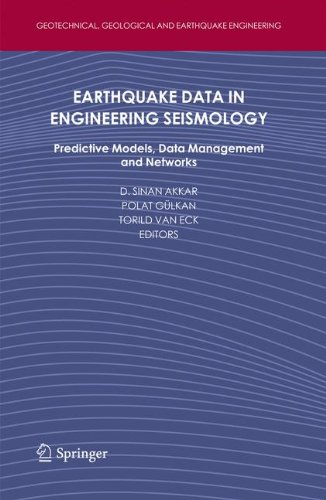 GEOTECHNICAL, GEOLOGICAL AND EARTHQUAKE ENGINEERING
EARTHQUAKE DATA IN
ENGINEERING SEISMOLOGY
Predictive Models, Data Management
and Networks
D. SINAN AKKAR
POLAT GÜLKAN
TORILD VAN ECK
EDITORS
Springer